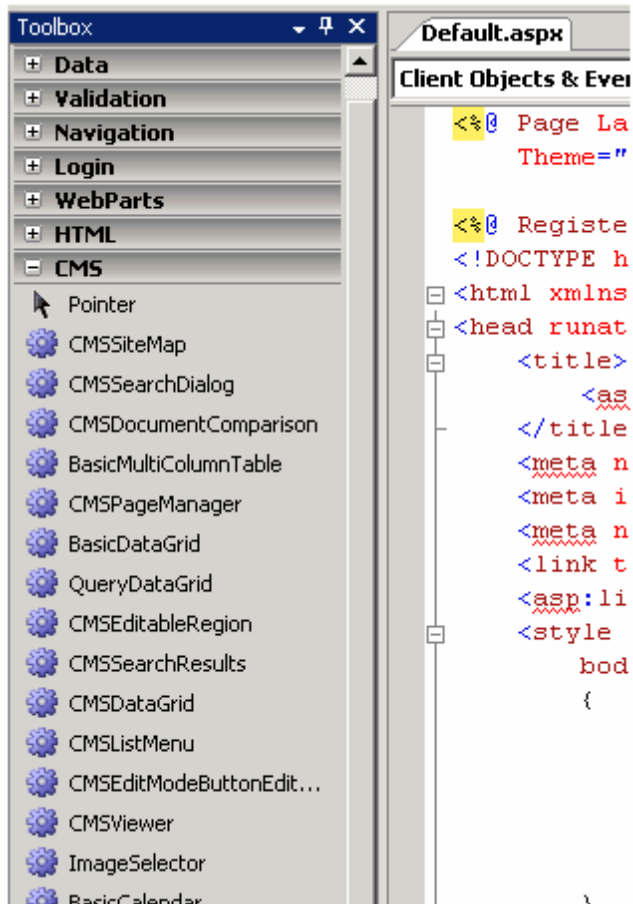 Toolbox
Data
Validation
Navigation
Login
WebParts
HTML
CMS
Pointer
CMSSiteMap
CMSSearchDialog
CMSDocumentComparison
BasicMultiColumnTable
CMSPageManager
BasicDataGrid
QueryDataGrid
CMSEditableRegion
CMSSearchResults
CMSDataGrid
CMSListMenu
CMSEditModeButtonEdit...
CMSViewer
ImageSelector
BasicCalendar
Default.aspx
Client Objects & Eve
<%@ Page La
Theme="
<%@ Registe
<!DOCTYPE h
<html xmlns
<head runat
<title>
<as
</title
<meta n
<meta i
<meta n
<link t
<asp:li
<style
bod
{
}